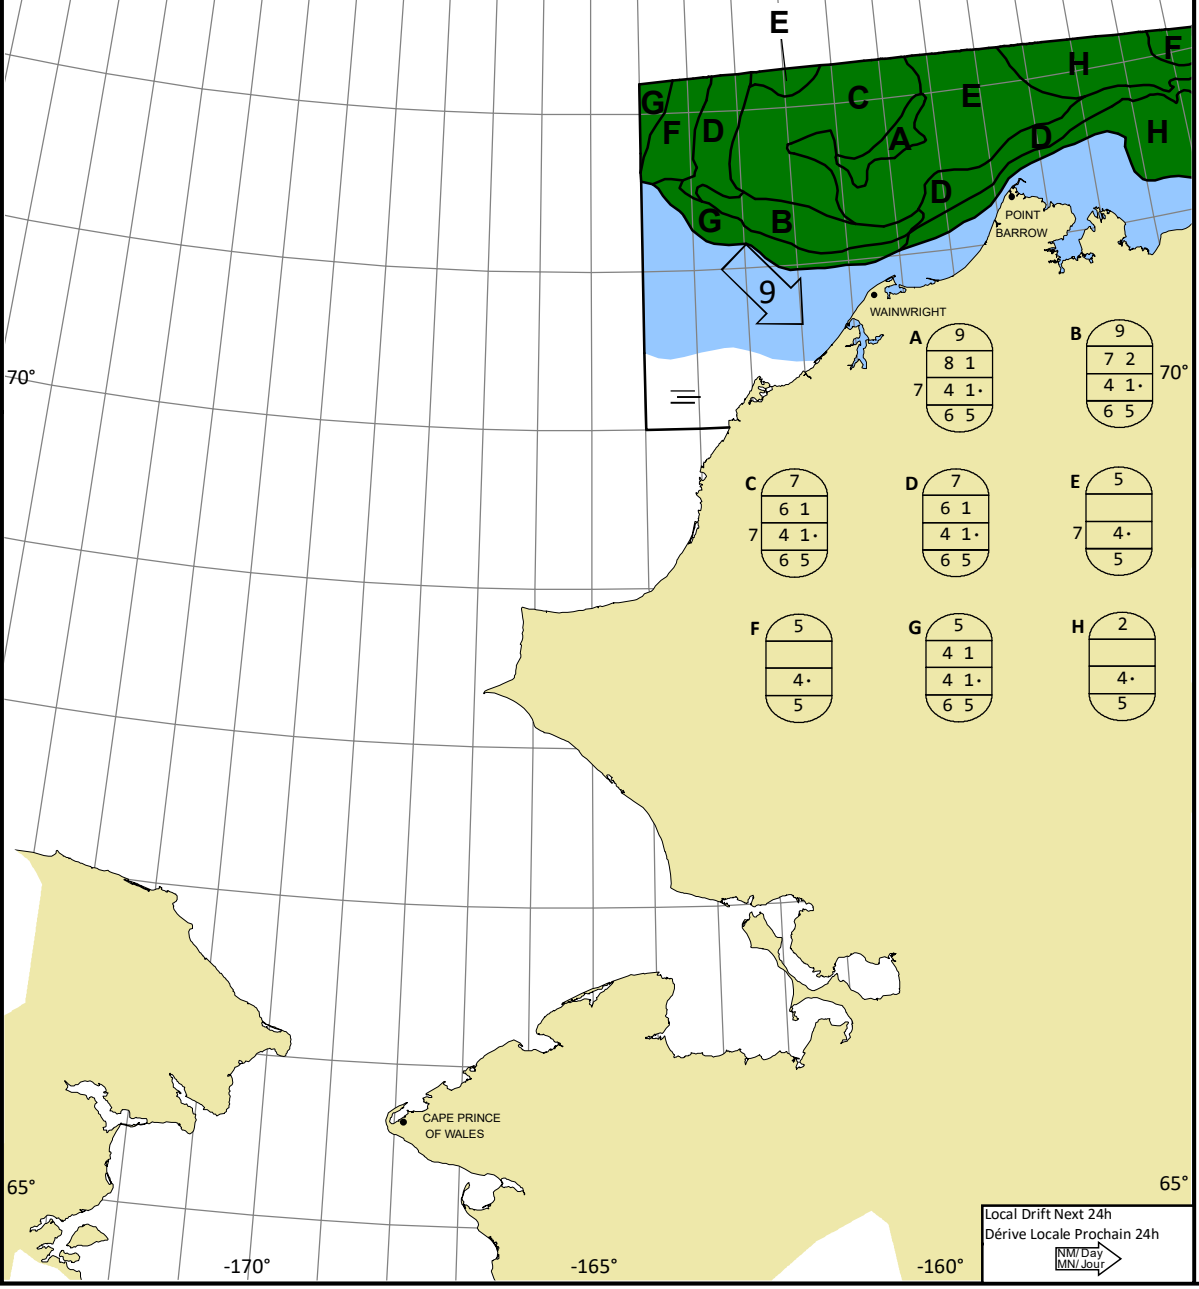 E
F
H
G
C
E
F
D
A
D
H
D
G
B
POINT
BARROW
9
WAINWRIGHT
70°
70°
A
9
8 1
7 4 1·
6 5
B
9
7 2
4 1·
6 5
C
7
6 1
7 4 1·
6 5
D
7
6 1
4 1·
6 5
E
5
7 4·
5
F
5
4·
5
G
5
4 1
4 1·
6 5
H
2
4·
5
CAPE PRINCE
OF WALES
65°
65°
-170°
-165°
-160°
Local Drift Next 24h
Dérive Locale Prochain 24h
NM/Day
MN/Jour